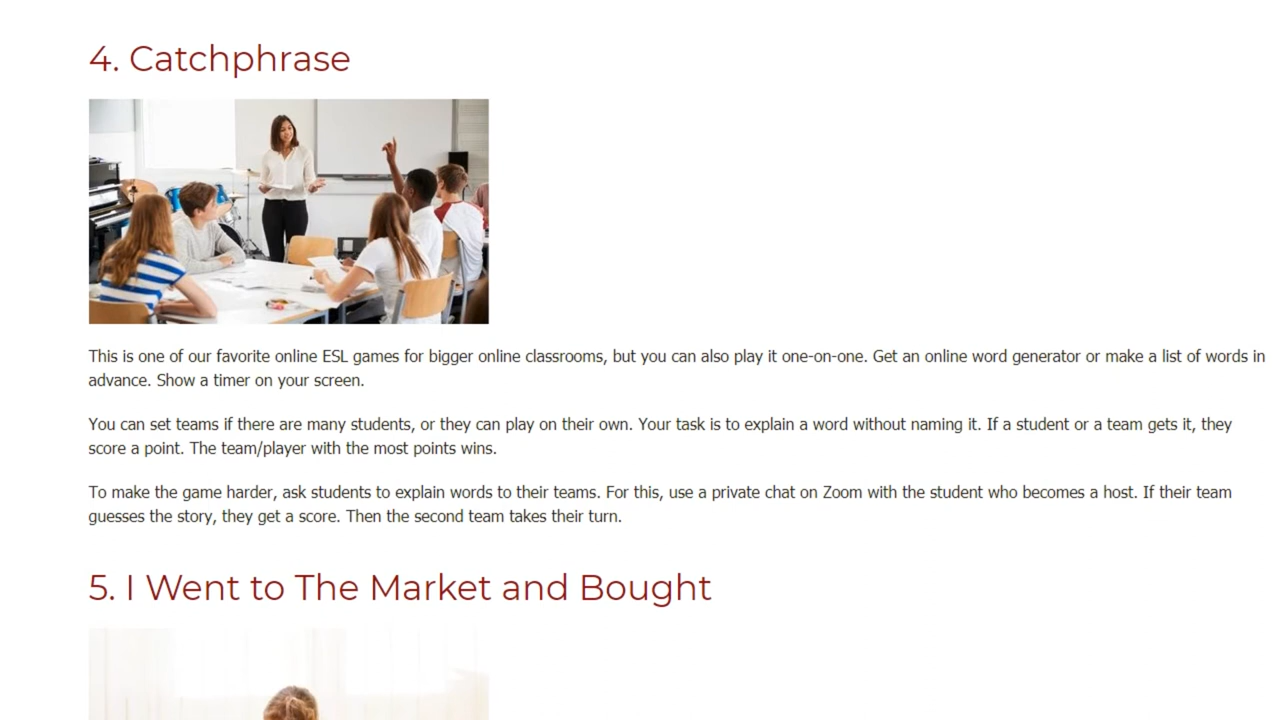 4. Catchphrase
This is one of our favorite online ESL games for bigger online classrooms, but you can also play it one-on-one. Get an online word generator or make a list of words in
advance. Show a timer on your screen.
You can set teams if there are many students, or they can play on their own. Your task is to explain a word without naming it. If a student or a team gets it, they
score a point. The team/player with the most points wins.
To make the game harder, ask students to explain words to their teams. For this, use a private chat on Zoom with the student who becomes a host. If their team
guesses the story, they get a score. Then the second team takes their turn.
5. I Went to The Market and Bought